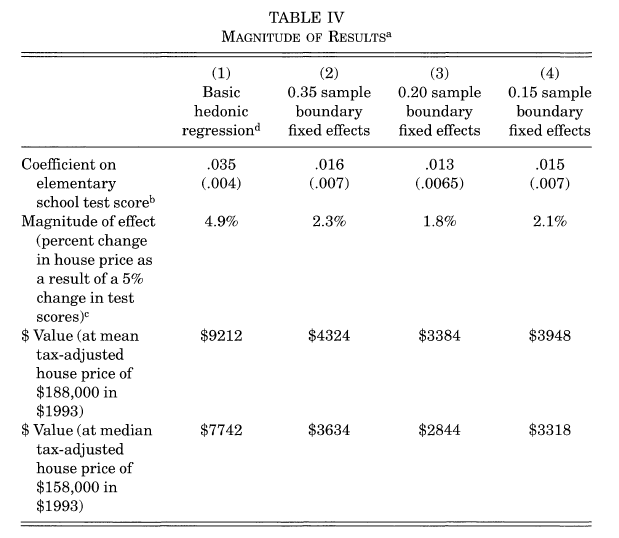 TABLE IV
MAGNITUDE OF RESULTSa
(1) (2) (3) (4)
Basic 0.35 sample 0.20 sample 0.15 sample
hedonic boundary boundary boundary
regressiond fixed effects fixed effects fixed effects
Coefficient on .035 .016 .013 .015
elementary (.004) (.007) (.0065) (.007)
school test scoreb
Magnitude of effect 4.9% 2.3% 1.8% 2.1%
(percent change
in house price as
a result of a 5%
change in test
scores)c
$ Value (at mean $9212 $4324 $3384 $3948
tax-adjusted
house price of
$188,000 in
$1993)
$ Value (at median $7742 $3634 $2844 $3318
tax-adjusted
house price of
$158,000 in
$1993)